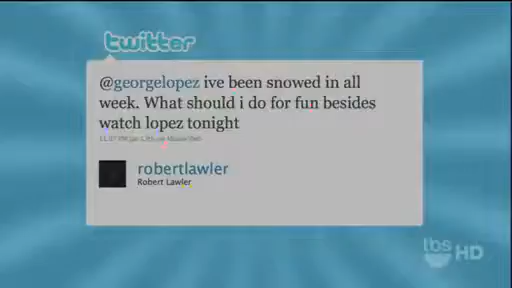 twitter
@georgelopez ive been snowed in all
week. What should i do for fun besides
watch lopez tonight
robertlawler
Robert Lawler
tbs HD